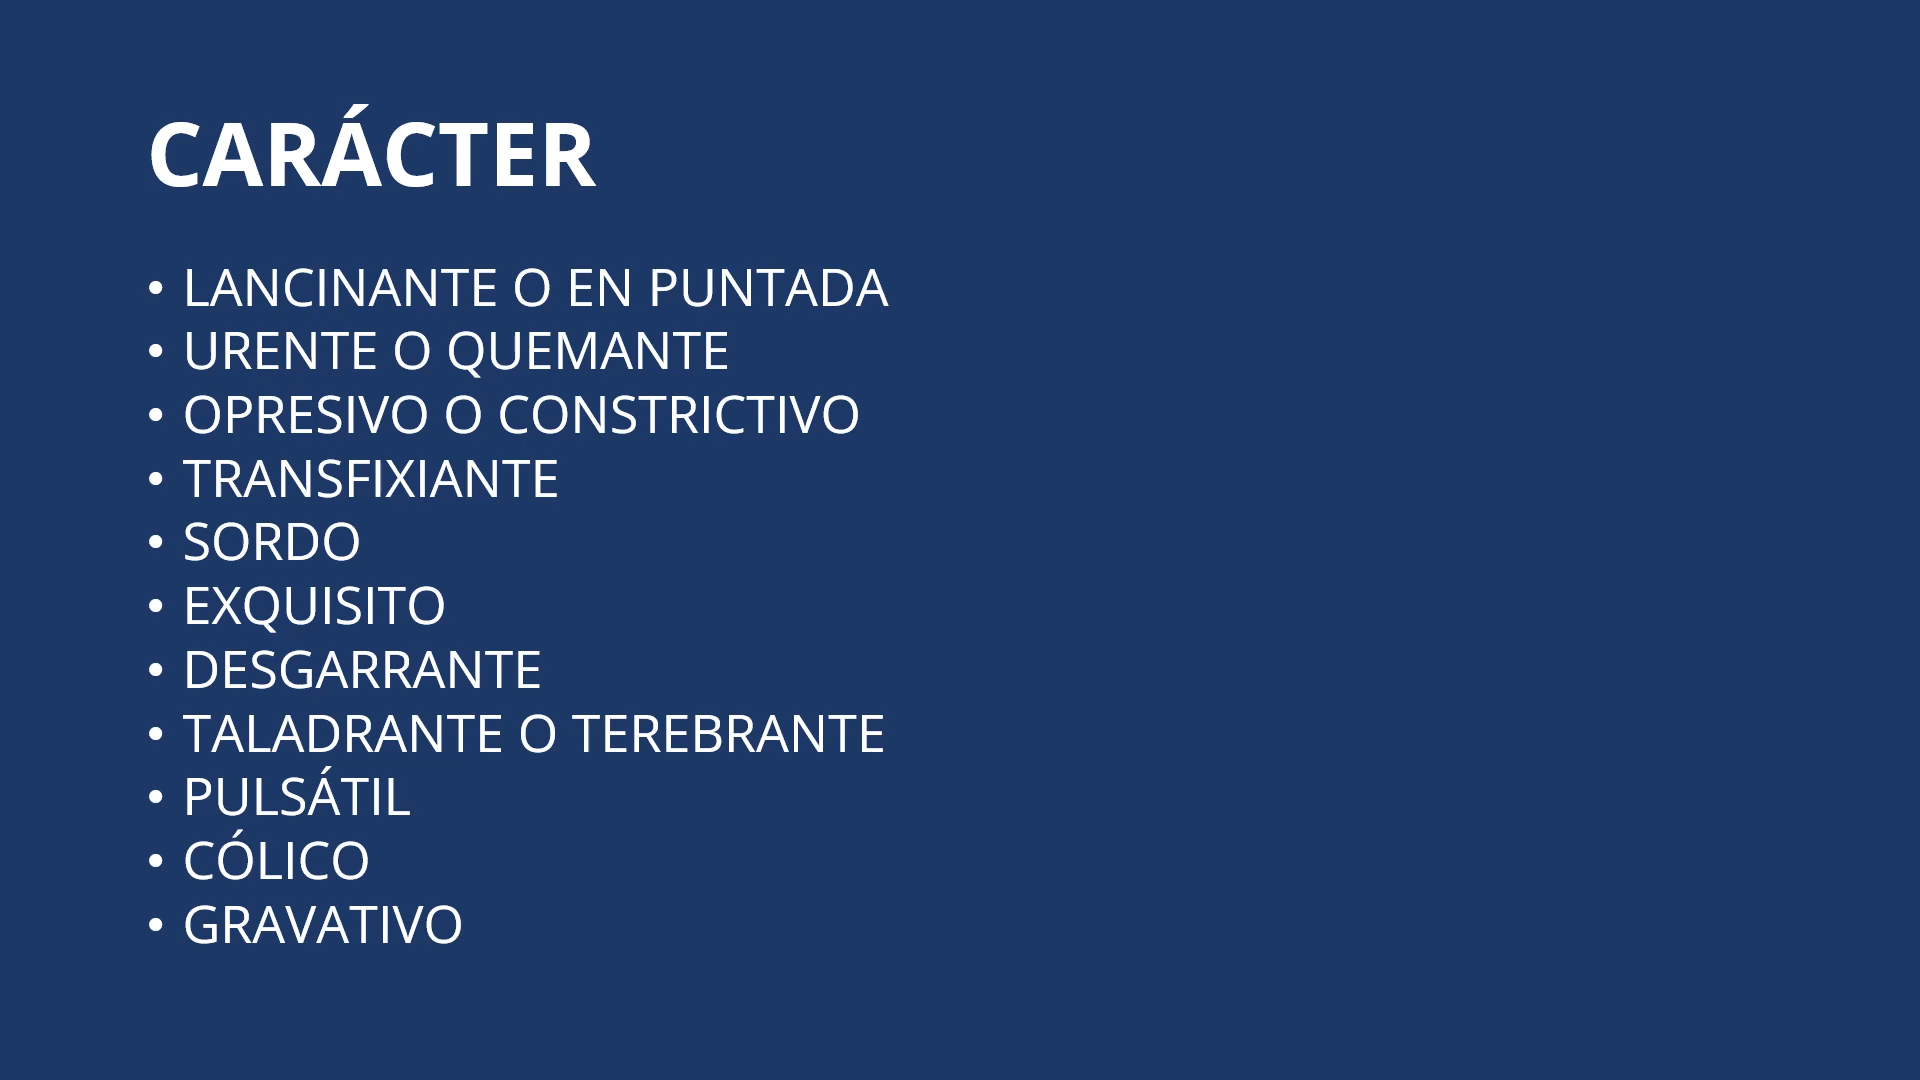 CARÁCTER
• LANCINANTE O EN PUNTADA
• URENTE O QUEMANTE
• OPRESIVO O CONSTRICTIVO
• TRANSFIXIANTE
• SORDO
• EXQUISITO
• DESGARRANTE
• TALADRANTE O TEREBRANTE
• PULSÁTIL
• CÓLICO
• GRAVATIVO